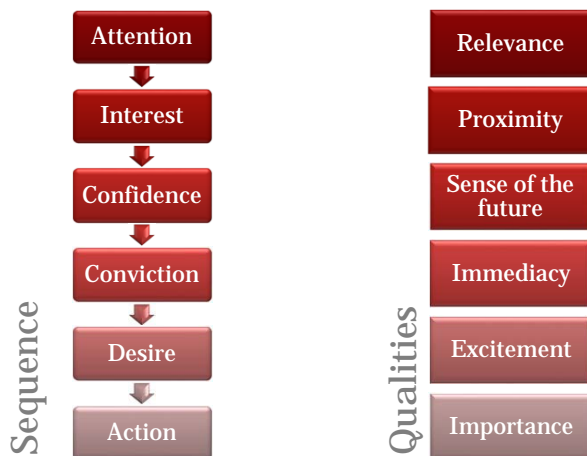 Sequence
Attention
Interest
Confidence
Conviction
Desire
Action
Qualities
Relevance
Proximity
Sense of the
future
Immediacy
Excitement
Importance